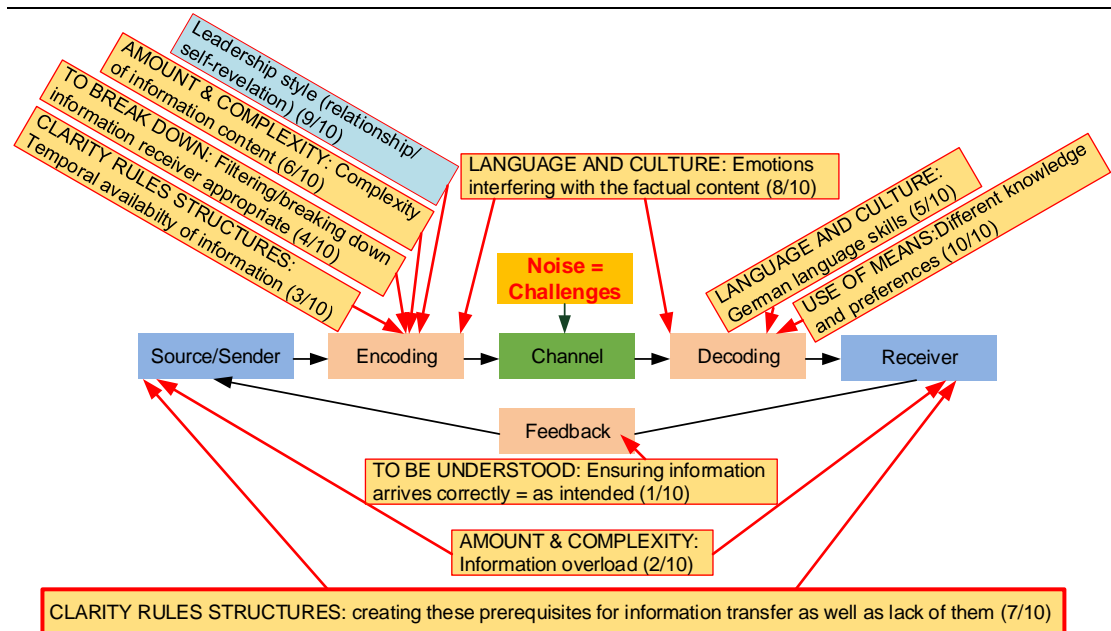 Leadership style (relationship/
self-revelation) (9/10)
AMOUNT & COMPLEXITY: Complexity
of information content (6/10)
TO BREAK DOWN: Filtering/breaking down
information receiver appropriate (4/10)
CLARITY RULES STRUCTURES:
Temporal availabilty of information (3/10)
LANGUAGE AND CULTURE: Emotions
interfering with the factual content (8/10)
LANGUAGE AND CULTURE:
German language skills (5/10)
USE OF MEANS:Different knowledge
and preferences (10/10)
Noise =
Challenges
Source/Sender
Encoding
Channel
Decoding
Receiver
Feedback
TO BE UNDERSTOOD: Ensuring information
arrives correctly = as intended (1/10)
AMOUNT & COMPLEXITY:
Information overload (2/10)
CLARITY RULES STRUCTURES: creating these prerequisites for information transfer as well as lack of them (7/10)